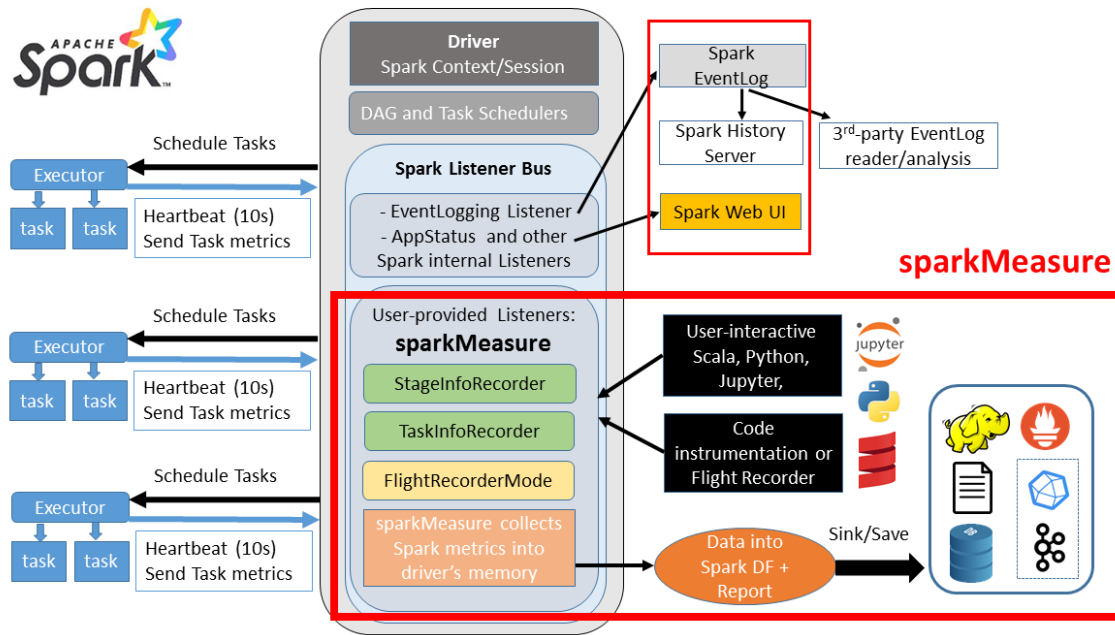 APACHE
Spark™
Driver
Spark Context/Session
DAG and Task Schedulers
Spark Listener Bus
- EventLogging Listener
- AppStatus and other
Spark internal Listeners
Spark
EventLog
Spark History
Server
3rd-party EventLog
reader/analysis
Spark Web UI
Schedule Tasks
Executor
task
task
Heartbeat (10s)
Send Task metrics
Schedule Tasks
Executor
task
task
Heartbeat (10s)
Send Task metrics
Schedule Tasks
Executor
task
task
Heartbeat (10s)
Send Task metrics
sparkMeasure
User-provided Listeners:
sparkMeasure
StageInfoRecorder
TaskInfoRecorder
FlightRecorderMode
sparkMeasure collects
Spark metrics into
driver's memory
User-interactive
Scala, Python,
Jupyter,
Jupyter
Code
instrumentation or
Flight Recorder
Data into
Spark DF +
Report
Sink/Save